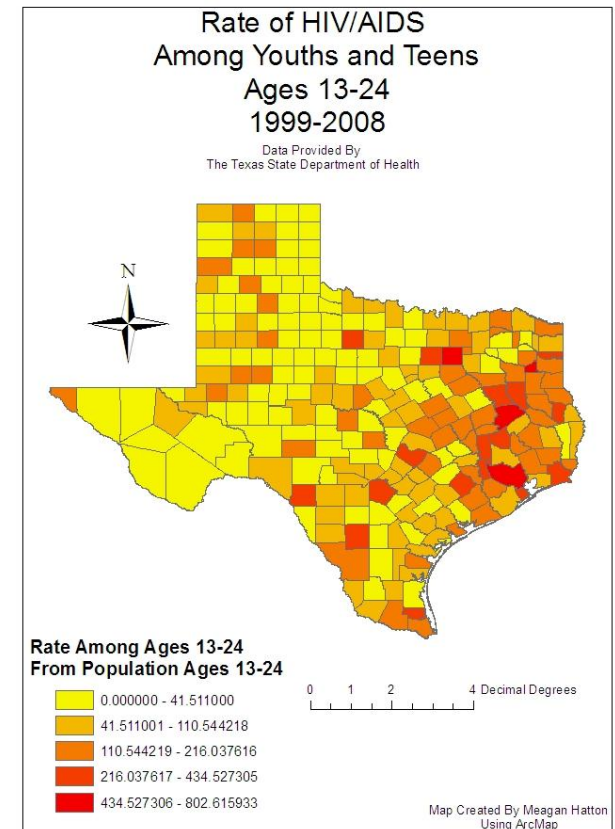 Rate of HIV/AIDS
Among Youths and Teens
Ages 13-24
1999-2008
Data Provided By
The Texas State Department of Health
N
Rate Among Ages 13-24
From Population Ages 13-24
0.000000 - 41.511000
41.511001 - 110.544218
110.544219 - 216.037616
216.037617 - 434.527305
434.527306 - 802.615933
0 1 2 4 Decimal Degrees
Map Created By Meagan Hatton
Using ArcMap